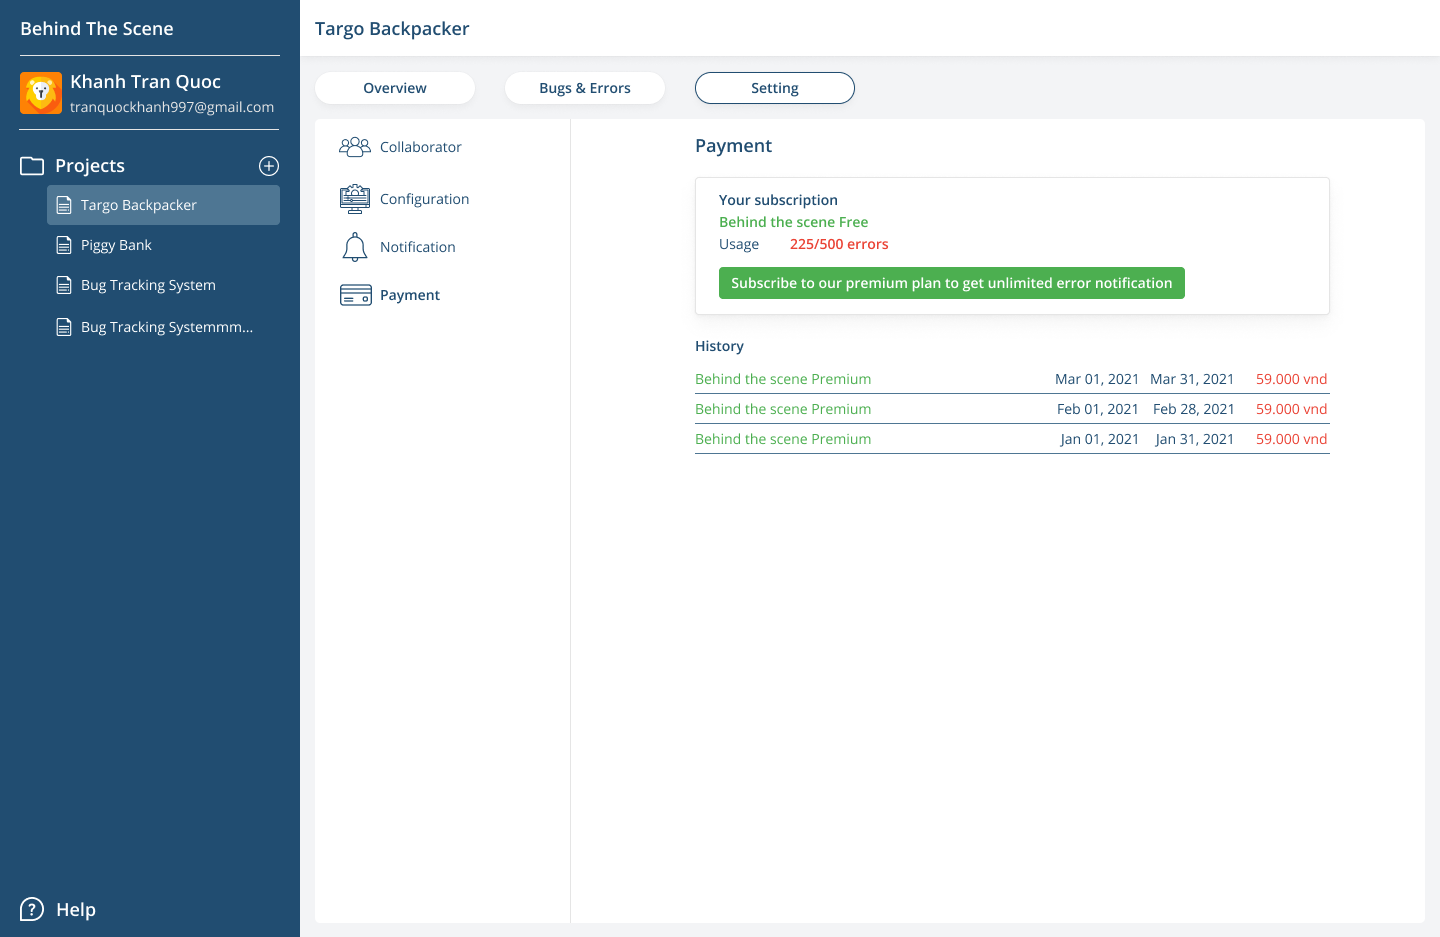 Behind The Scene
Khanh Tran Quoc
tranquockhanh997@gmail.com
Projects
Targo Backpacker
Piggy Bank
Bug Tracking System
Bug Tracking Systemmm...
Help
Targo Backpacker
Overview
Bugs & Errors
Setting
Collaborator
Configuration
Notification
Payment
Payment
Your subscription
Behind the scene Free
Usage 225/500 errors
Subscribe to our premium plan to get unlimited error notification
History
Behind the scene Premium Mar 01, 2021 Mar 31, 2021 59.000 vnd
Behind the scene Premium Feb 01, 2021 Feb 28, 2021 59.000 vnd
Behind the scene Premium Jan 01, 2021 Jan 31, 2021 59.000 vnd